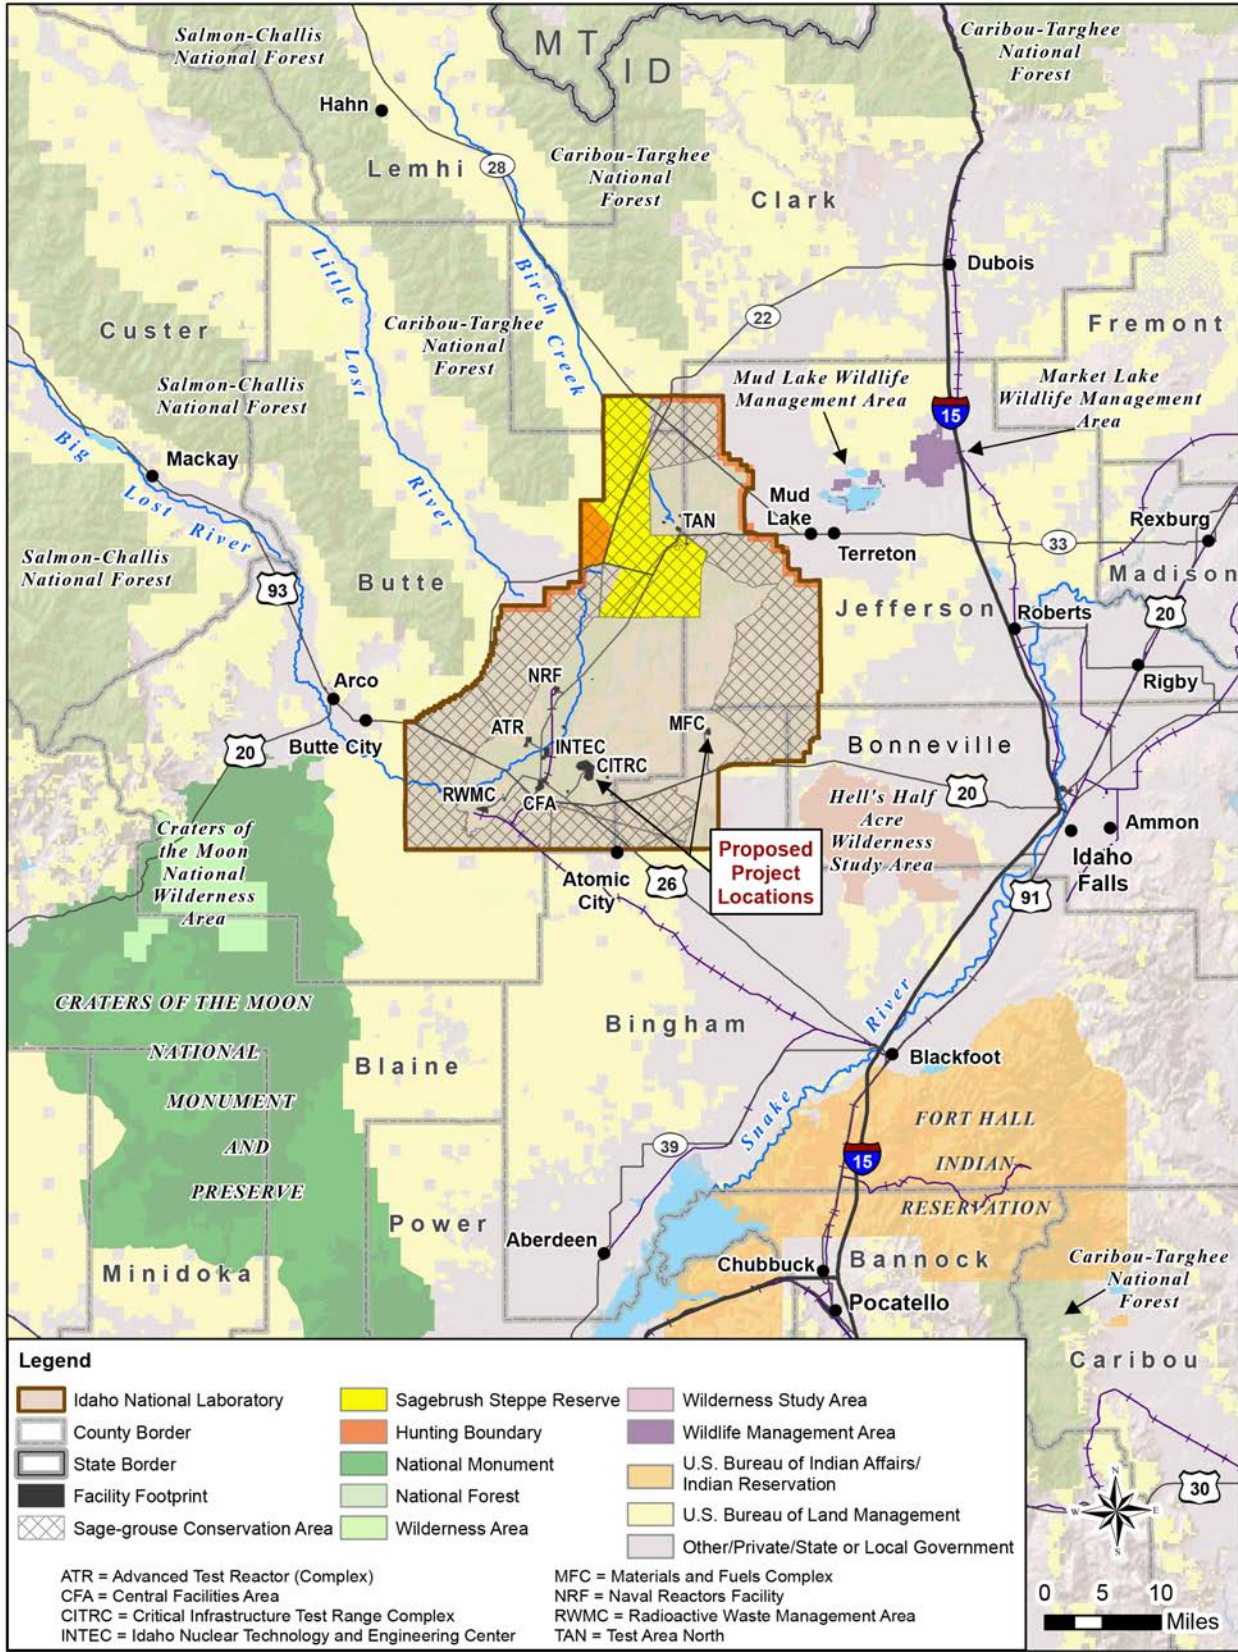 Salmon-Challis
National Forest
MT
ID
Caribou-Targhee
National
Forest
Hahn
Lemhi
28
Caribou-Targhee
National
Forest
Clark
Dubois
Little
Lost
River
Birch Creek
22
Custer
Caribou-Targhee
National
Forest
Fremont
Salmon-Challis
National Forest
Mud Lake Wildlife
Management Area
Market Lake
Wildlife Management
Area
15
Big
Lost River
Mackay
Mud
Lake
TAN
Terreton
33
Rexburg
Salmon-Challis
National Forest
93
Butte
Madison
Jefferson
Roberts
20
Rigby
Arco
NRF
Butte City
20
ATR
INTEC
CITRC
MFC
Bonneville
RWMC
CFA
Hell's Half
Acre
Wilderness
Study Area
20
Craters of
the Moon
National
Wilderness
Area
Proposed
Project
Locations
Ammon
Idaho
Falls
Atomic
City
26
91
CRATERS OF THE MOON
NATIONAL
MONUMENT
AND
PRESERVE
Bingham
Snake
River
Blaine
Blackfoot
39
FORT HALL
INDIAN
RESERVATION
15
Power
Aberdeen
Minidoka
Chubbuck
Bannock
Pocatello
Caribou-Targhee
National
Forest
Caribou
30
Legend
Idaho National Laboratory
County Border
State Border
Facility Footprint
Sage-grouse Conservation Area
Sagebrush Steppe Reserve
Hunting Boundary
National Monument
National Forest
Wilderness Area
Wilderness Study Area
Wildlife Management Area
U.S. Bureau of Indian Affairs/
Indian Reservation
U.S. Bureau of Land Management
Other/Private/State or Local Government
ATR = Advanced Test Reactor (Complex)
CFA = Central Facilities Area
CITRC = Critical Infrastructure Test Range Complex
INTEC = Idaho Nuclear Technology and Engineering Center
MFC = Materials and Fuels Complex
NRF = Naval Reactors Facility
RWMC = Radioactive Waste Management Area
TAN = Test Area North
N
W
E
S
0 5 10
Miles